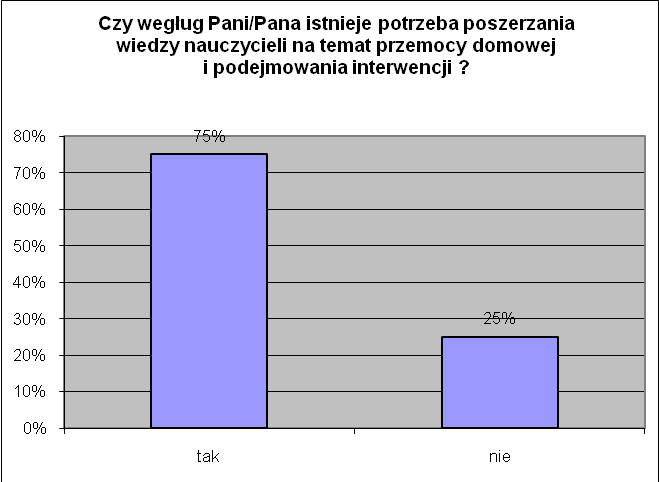 Czy wegług Pani/Pana istnieje potrzeba poszerzania
wiedzy nauczycieli na temat przemocy domowej
i podejmowania interwencji ?
80%
75%
70%
60%
50%
40%
30%
25%
20%
10%
0%
tak nie